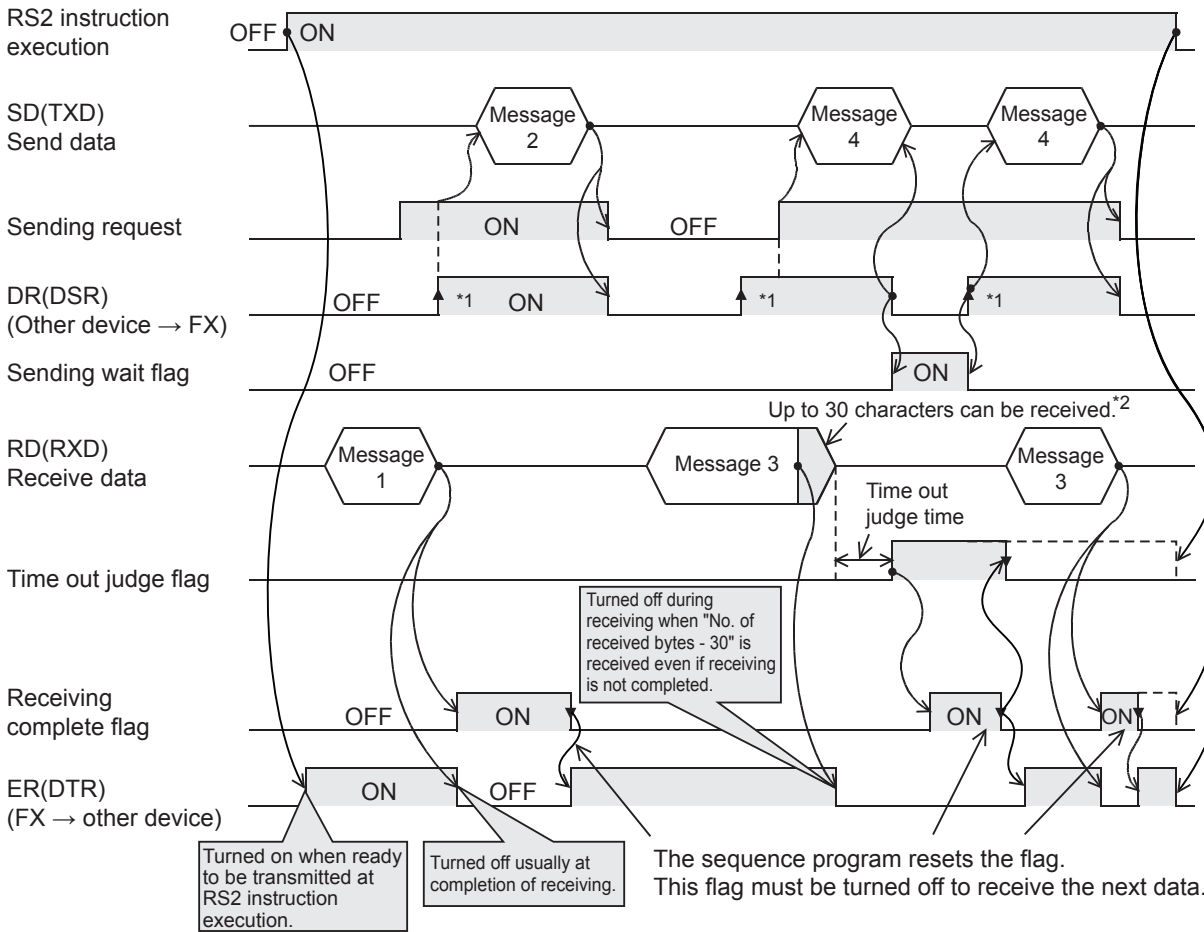 RS2 instruction
execution
OFF
ON
SD(TXD)
Send data
Message
2
Message
4
Message
4
Sending request
ON
OFF
DR(DSR)
(Other device → FX)
OFF
*1
ON
*1
*1
Sending wait flag
OFF
ON
Up to 30 characters can be received.*2
RD(RXD)
Receive data
Message
1
Message 3
Message
3
Time out
judge time
Time out judge flag
Turned off during
receiving when "No. of
received bytes - 30" is
received even if receiving
is not completed.
Receiving
complete flag
OFF
ON
ON
ON
ER(DTR)
(FX → other device)
ON
OFF
Turned on when ready
to be transmitted at
RS2 instruction
execution.
Turned off usually at
completion of receiving.
The sequence program resets the flag.
This flag must be turned off to receive the next data.